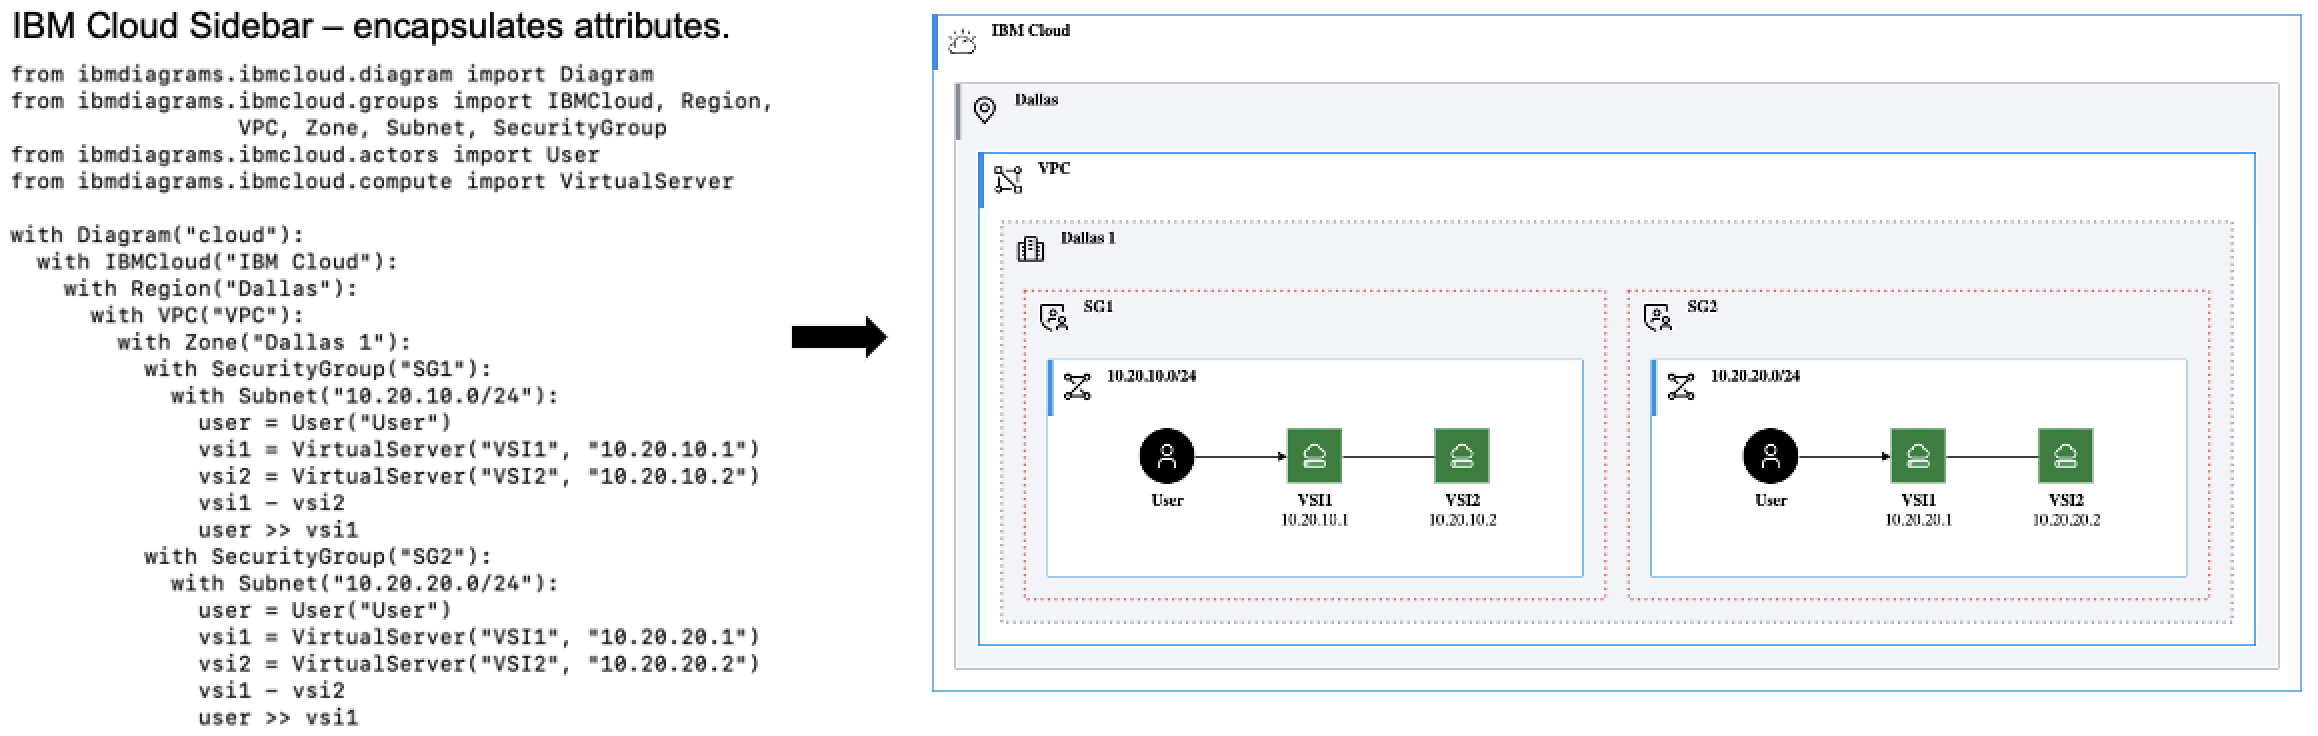 IBM Cloud Sidebar – encapsulates attributes.
from ibmdiagrams.ibmcloud.diagram import Diagram
from ibmdiagrams.ibmcloud.groups import IBMCloud, Region,
VPC, Zone, Subnet, SecurityGroup
from ibmdiagrams.ibmcloud.actors import User
from ibmdiagrams.ibmcloud.compute import VirtualServer
with Diagram("cloud"):
with IBMCloud("IBM Cloud"):
with Region("Dallas"):
with VPC("VPC"):
with Zone("Dallas 1"):
with SecurityGroup("SG1"):
with Subnet("10.20.10.0/24"):
user = User("User")
vsi1 = VirtualServer("VSI1", "10.20.10.1")
vsi2 = VirtualServer("VSI2", "10.20.10.2")
vsi1 - vsi2
user >> vsi1
with SecurityGroup("SG2"):
with Subnet("10.20.20.0/24"):
user = User("User")
vsi1 = VirtualServer("VSI1", "10.20.20.1")
vsi2 = VirtualServer("VSI2", "10.20.20.2")
vsi1 - vsi2
user >> vsi1
IBM Cloud
Dallas
VPC
Dallas 1
SG1
10.20.10.0/24
User
VSI1
10.20.10.1
VSI2
10.20.10.2
SG2
10.20.20.0/24
User
VSI1
10.20.20.1
VSI2
10.20.20.2